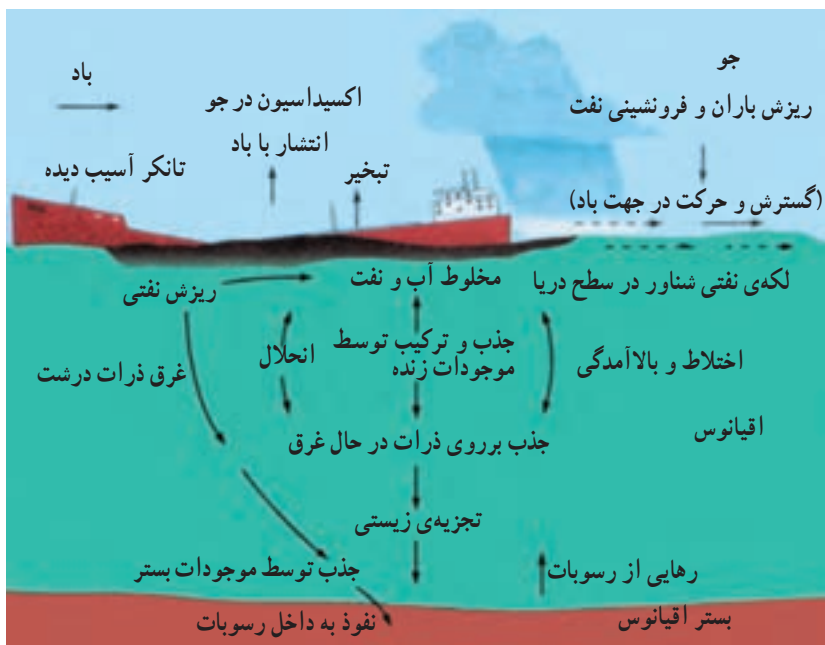 جو
ریزش باران و فرونشینی نفت
باد
اکسیداسیون در جو
انتشار با باد
تانکر آسیب دیده
تبخیر
(گسترش و حرکت در جهت باد)
لکه‌ی نفتی شناور در سطح دریا
مخلوط آب و نفت
ریزش نفتی
اختلاط و بالاآمدگی
جذب و ترکیب توسط
موجودات زنده
انحلال
غرق ذرات درشت
اقیانوس
جذب برروی ذرات در حال غرق
تجزیه‌ی زیستی
رهایی از رسوبات
جذب توسط موجودات بستر
بستر اقیانوس
نفوذ به داخل رسوبات